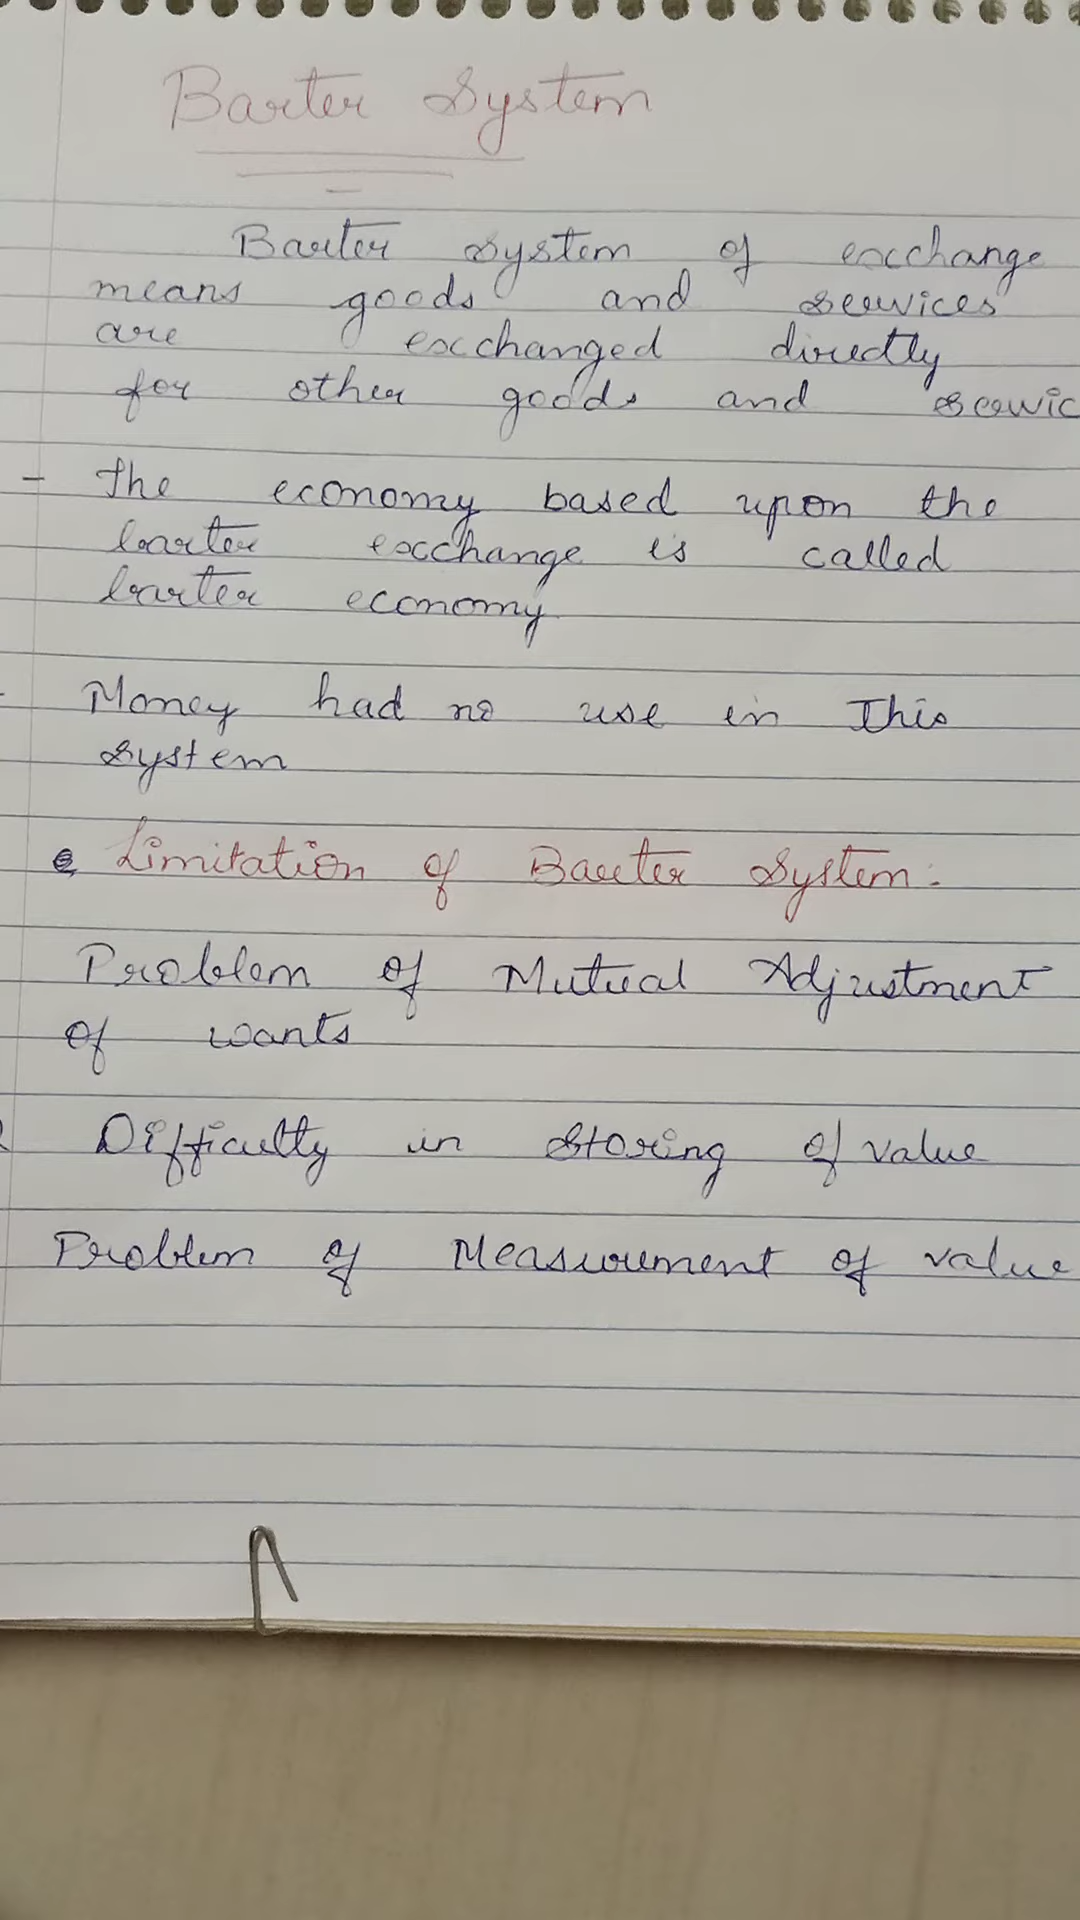 Barter System
Barter system of exchange
means goods and services
are exchanged directly
for other goods and servic
- The economy based upon the
barter exchange is called
barter economy
- Money had no use in This
system
Limitation of Barter System:
Problem of Mutual Adjustment
of wants
Difficulty in Storing of value
Problem of Measurement of value